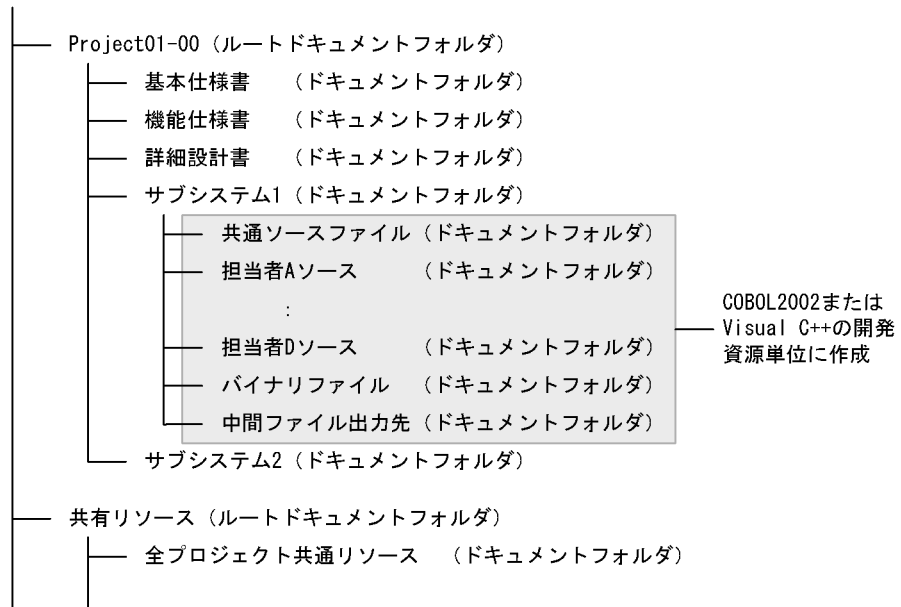 Project01-00（ルートドキュメントフォルダ）
基本仕様書　（ドキュメントフォルダ）
機能仕様書　（ドキュメントフォルダ）
詳細設計書　（ドキュメントフォルダ）
サブシステム1（ドキュメントフォルダ）
共通ソースファイル（ドキュメントフォルダ）
担当者Aソース　（ドキュメントフォルダ）
:
担当者Dソース　（ドキュメントフォルダ）
バイナリファイル　（ドキュメントフォルダ）
中間ファイル出力先（ドキュメントフォルダ）
COBOL2002または
Visual C++の開発
資源単位に作成
サブシステム2（ドキュメントフォルダ）
共有リソース（ルートドキュメントフォルダ）
全プロジェクト共通リソース　（ドキュメントフォルダ）